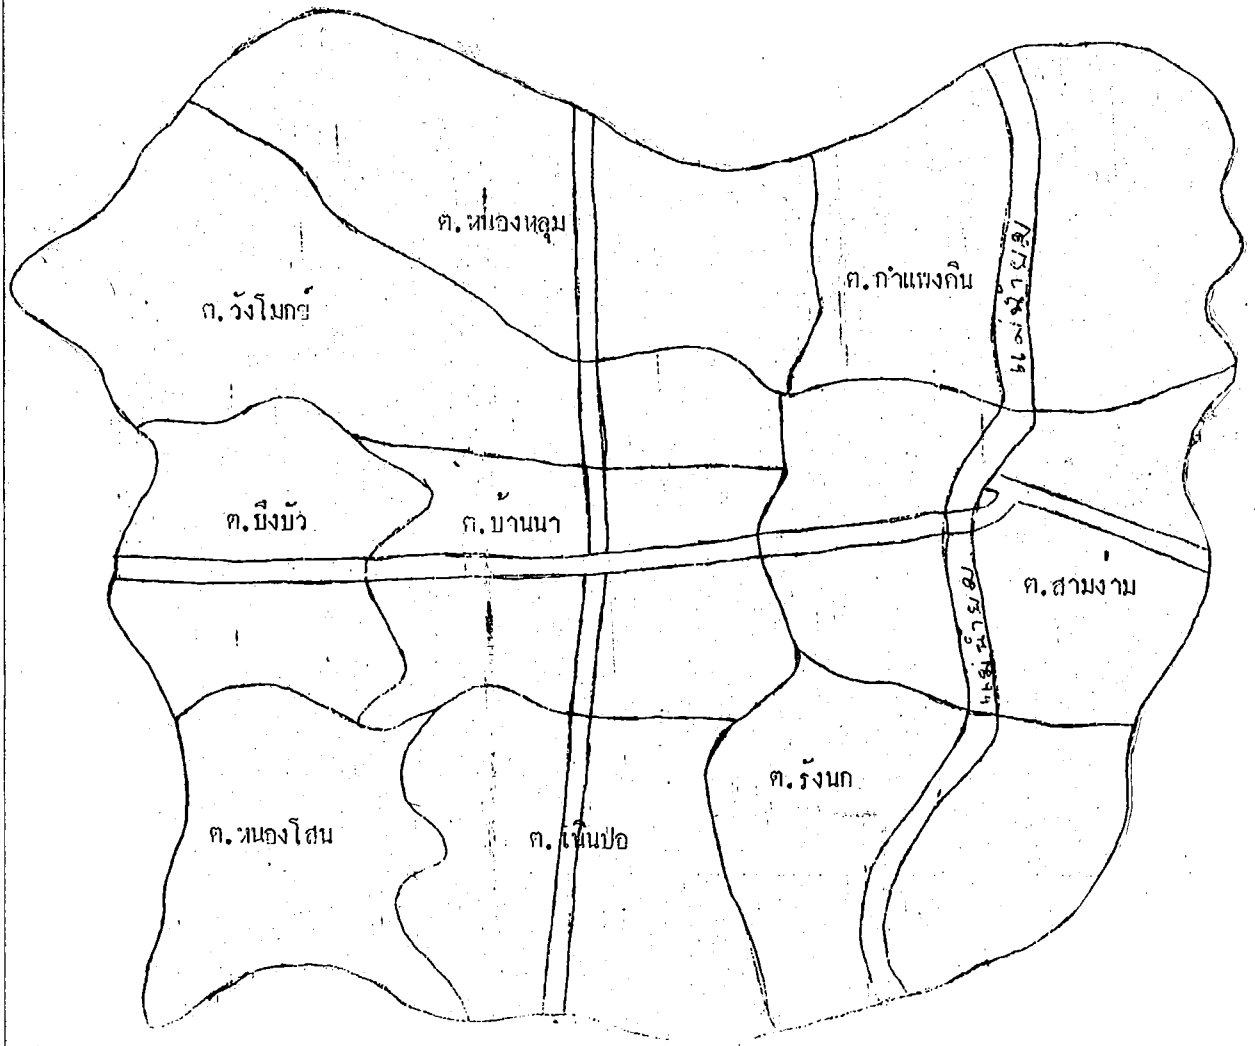 ต.หนองหลุม
ต.กำแพงดิน
ต.วังโมกข์
ต.บึงบัว
ต.บ้านนา
ต.สามง่าม
ต.รังนก
ต.หนองโสน
ต.เนินปอ